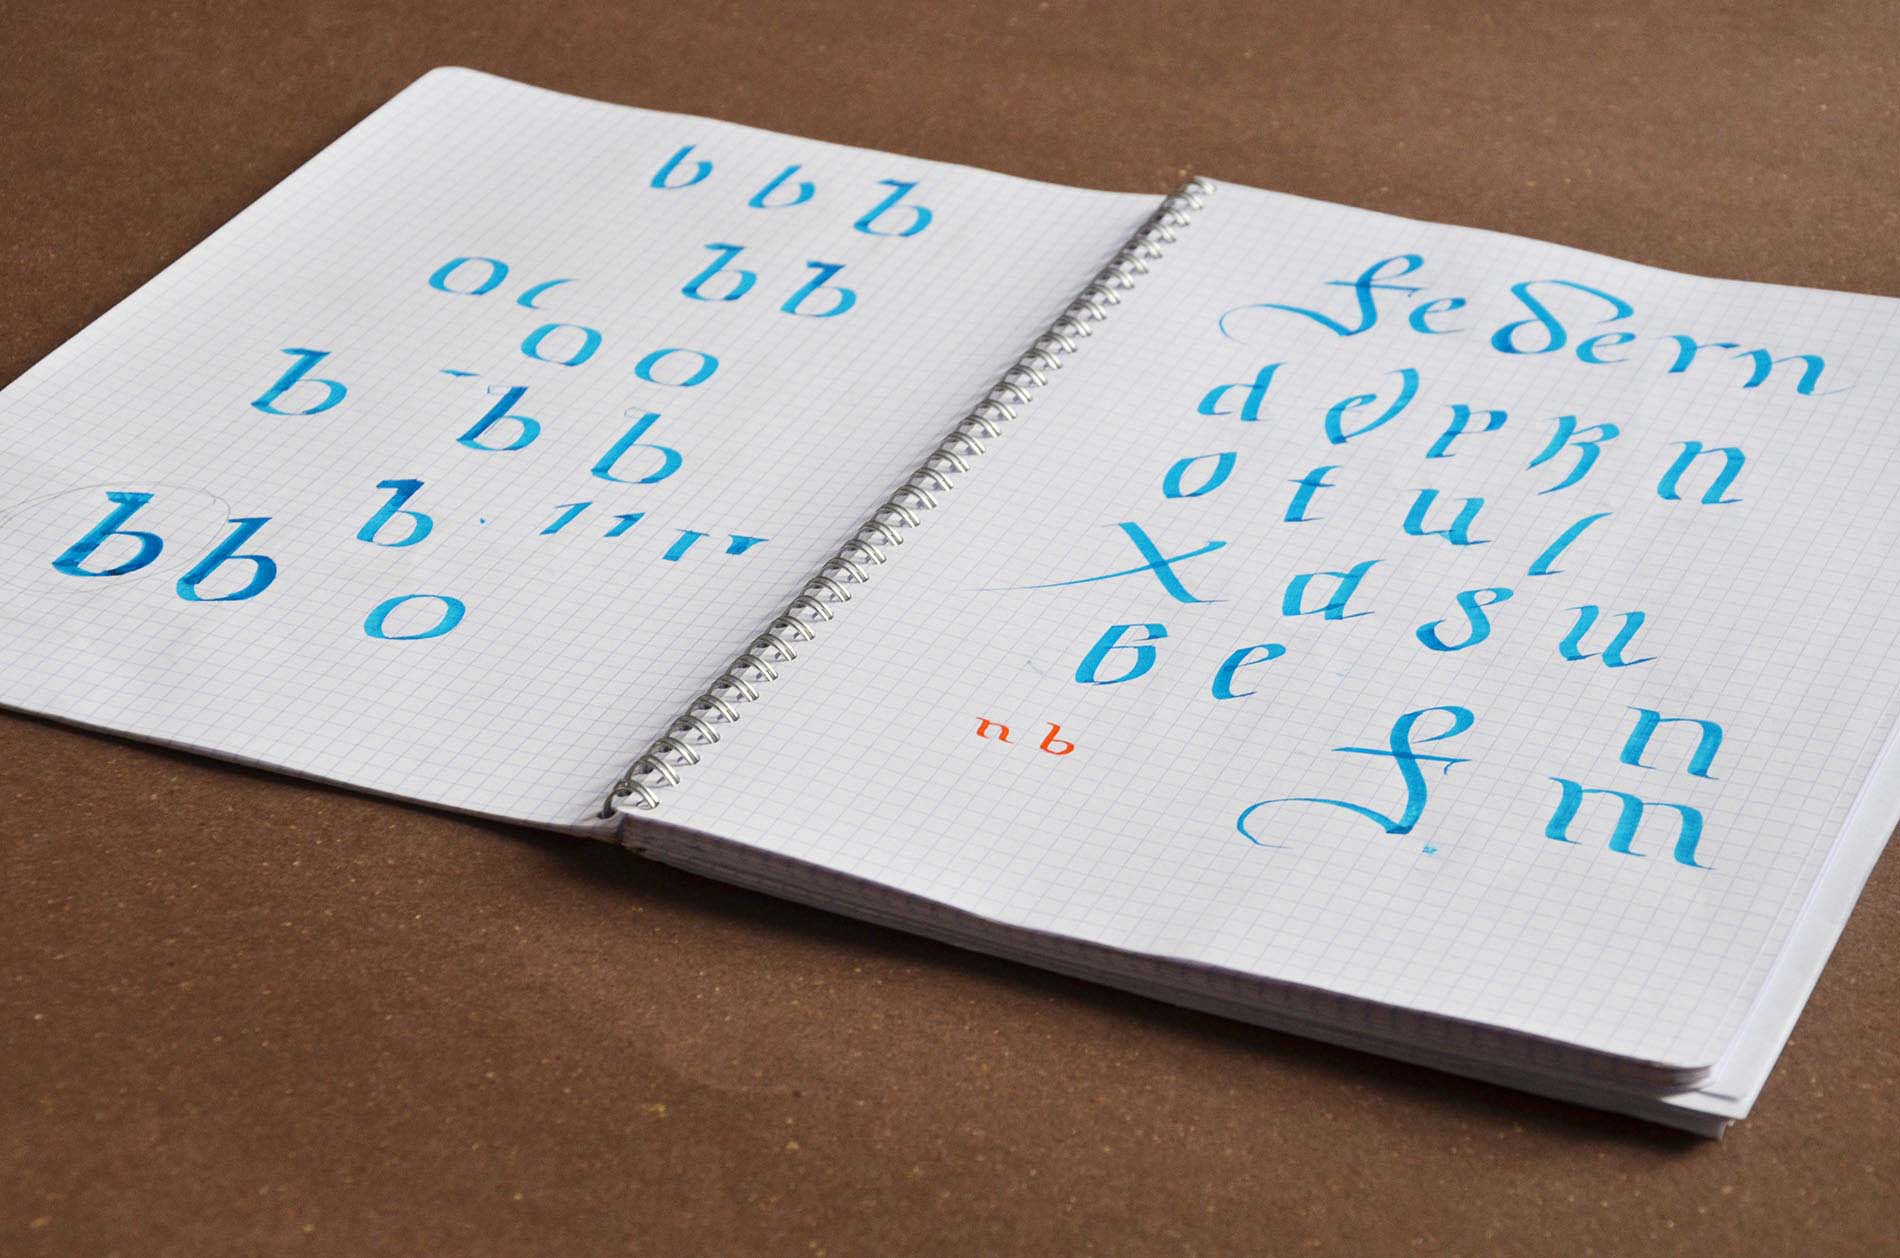 b b b
o c b b
o o
b b b
b b b
o
Federn
d e r k n
o t u l
X d s u
B e
n b
n
F m